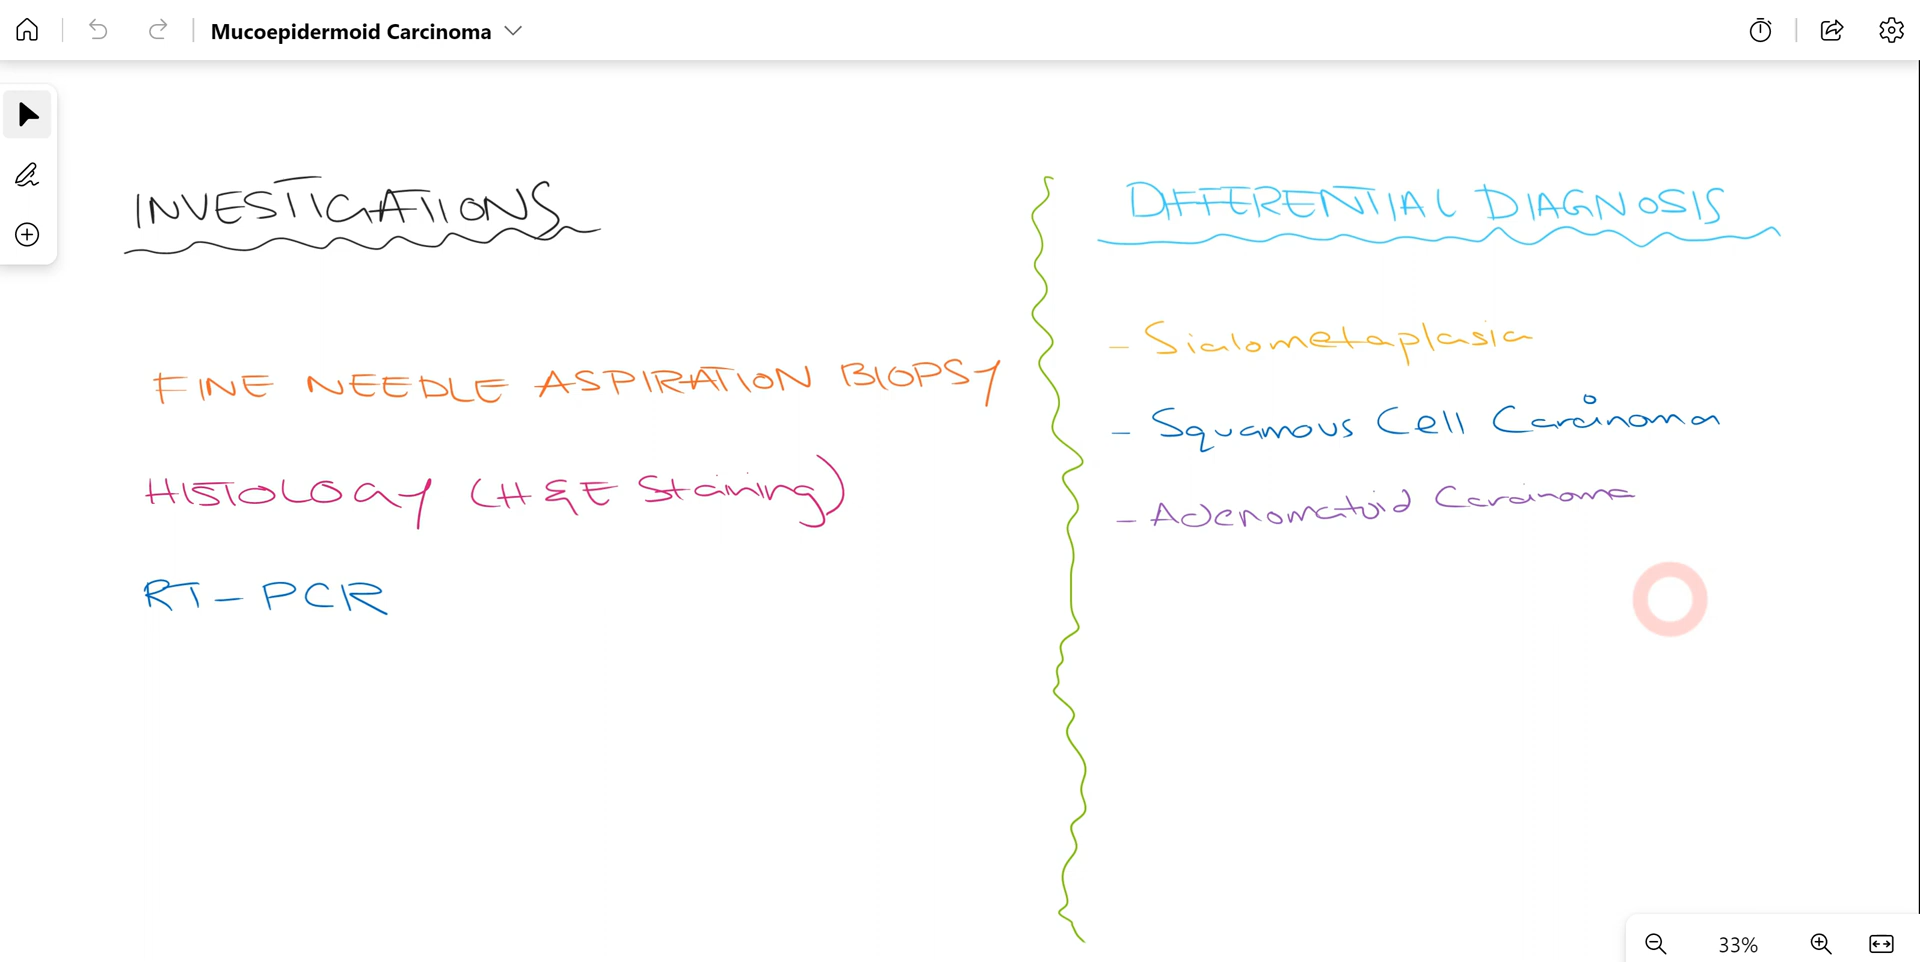 Mucoepidermoid Carcinoma
INVESTIGATIONS
FINE NEEDLE ASPIRATION BIOPSY
HISTOLOGY (H & E Staining)
RT-PCR
DIFFERENTIAL DIAGNOSIS
- Sialometaplasia
- Squamous Cell Carcinoma
- Adenomatoid Carcinoma
33%